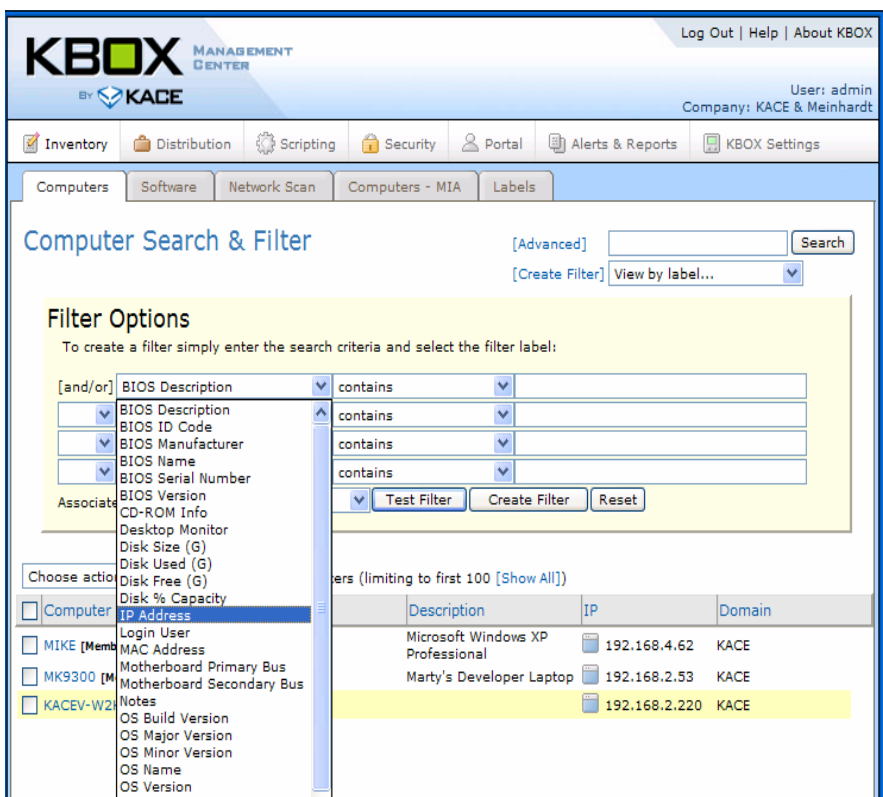 Log Out | Help | About KBOX
KBOX MANAGEMENT CENTER
BY KACE
User: admin
Company: KACE & Meinhardt
Inventory Distribution Scripting Security Portal Alerts & Reports KBOX Settings
Computers Software Network Scan Computers - MIA Labels
Computer Search & Filter
[Advanced] Search
[Create Filter] View by label...
Filter Options
To create a filter simply enter the search criteria and select the filter label:
[and/or] BIOS Description contains
contains
contains
contains
Associate Test Filter Create Filter Reset
BIOS Description
BIOS ID Code
BIOS Manufacturer
BIOS Name
BIOS Serial Number
BIOS Version
CD-ROM Info
Desktop Monitor
Disk Size (G)
Disk Used (G)
Disk Free (G)
Disk % Capacity
IP Address
Login User
MAC Address
Motherboard Primary Bus
Motherboard Secondary Bus
Notes
OS Build Version
OS Major Version
OS Minor Version
OS Name
OS Version
Choose action ers (limiting to first 100 [Show All])
Computer Description IP Domain
MIKE [Memb Microsoft Windows XP Professional 192.168.4.62 KACE
MK9300 [M Marty's Developer Laptop 192.168.2.53 KACE
KACEV-W2 192.168.2.220 KACE